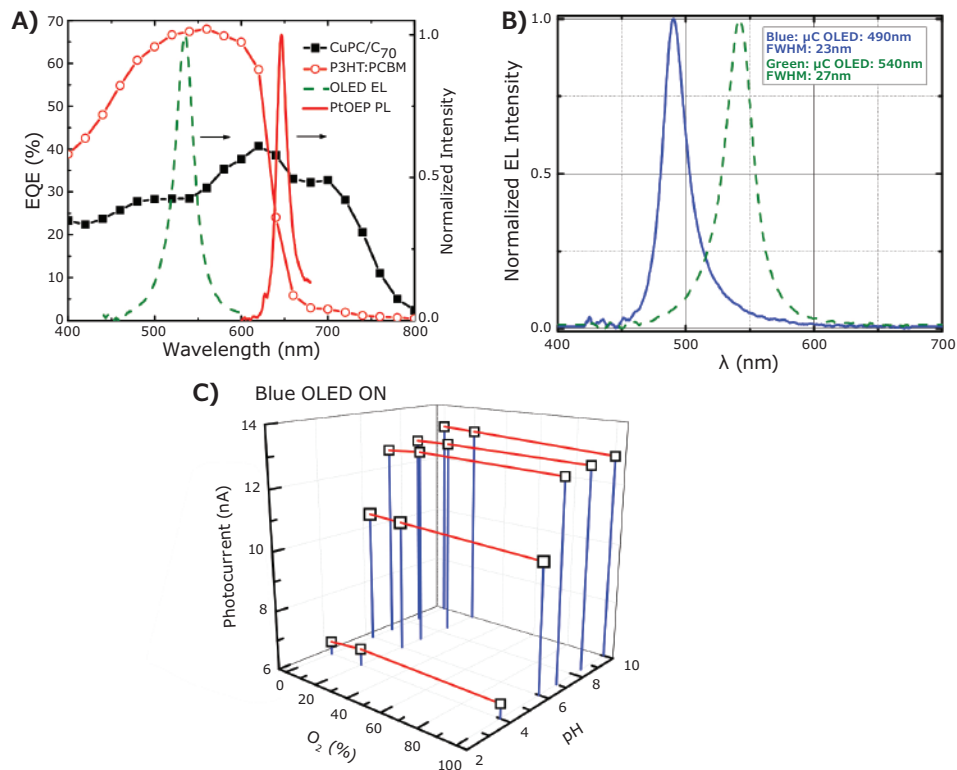 A)
CuPC/C70
P3HT:PCBM
OLED EL
PtOEP PL
EQE (%)
70
60
50
40
30
20
10
0
1.0
0.5
0.0
Normalized Intensity
400 500 600 700 800
Wavelength (nm)
B)
Blue: µC OLED: 490nm
FWHM: 23nm
Green: µC OLED: 540nm
FWHM: 27nm
Normalized EL Intensity
1.0
0.5
0.0
400 500 600 700
λ (nm)
C) Blue OLED ON
Photocurrent (nA)
14
12
10
8
6
0 20 40 60 80 100
O2 (%)
2 4 6 8 10
pH